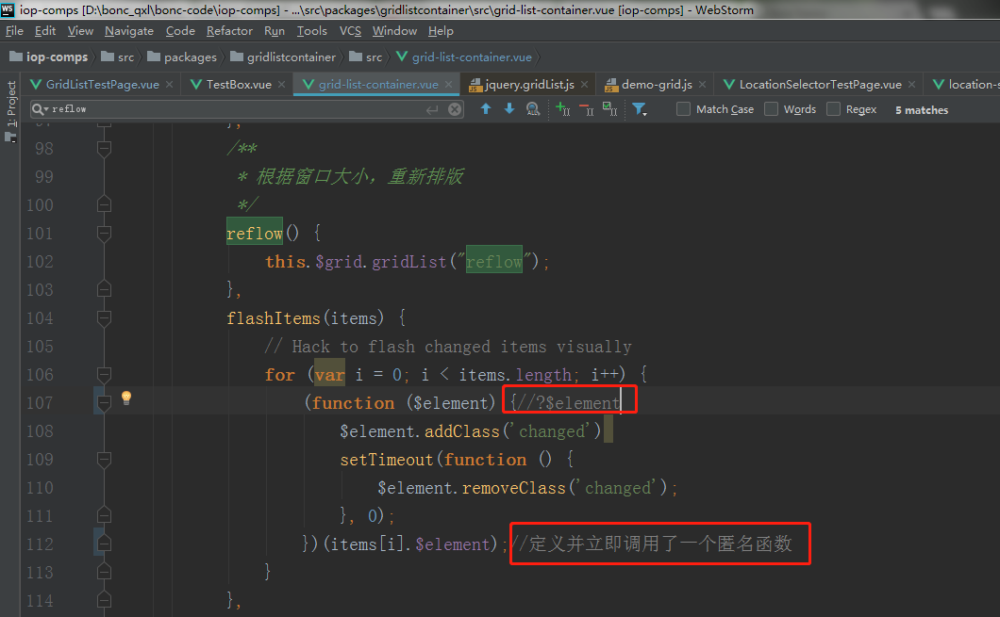 iop-comps [D:\bonc_qxl\bonc-code\iop-comps] - ...\src\packages\gridlistcontainer\src\grid-list-container.vue [iop-comps] - WebStorm
File Edit View Navigate Code Refactor Run Tools VCS Window Help
iop-comps src packages gridlistcontainer src grid-list-container.vue
GridListTestPage.vue × TestBox.vue × grid-list-container.vue × jquery.gridList.js × demo-grid.js × LocationSelectorTestPage.vue × location-s
1: Project
reflow Match Case Words Regex 5 matches
},
98 /**
99 * 根据窗口大小，重新排版
100 */
101 reflow() {
102 this.$grid.gridList("reflow");
103 },
104 flashItems(items) {
105 // Hack to flash changed items visually
106 for (var i = 0; i < items.length; i++) {
107 (function ($element) {//?$element
108 $element.addClass('changed')
109 setTimeout(function () {
110 $element.removeClass('changed');
111 }, 0);
112 })(items[i].$element);//定义并立即调用了一个匿名函数
113 }
114 },